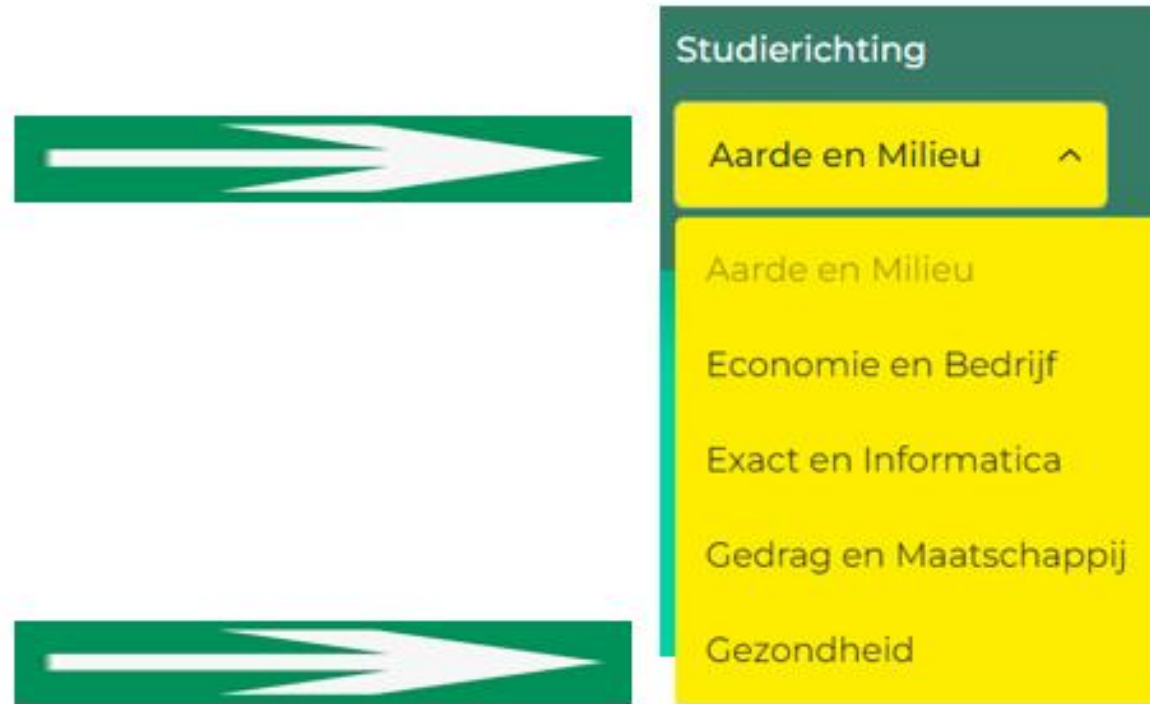 Studierichting
Aarde en Milieu
Aarde en Milieu
Economie en Bedrijf
Exact en Informatica
Gedrag en Maatschappij
Gezondheid